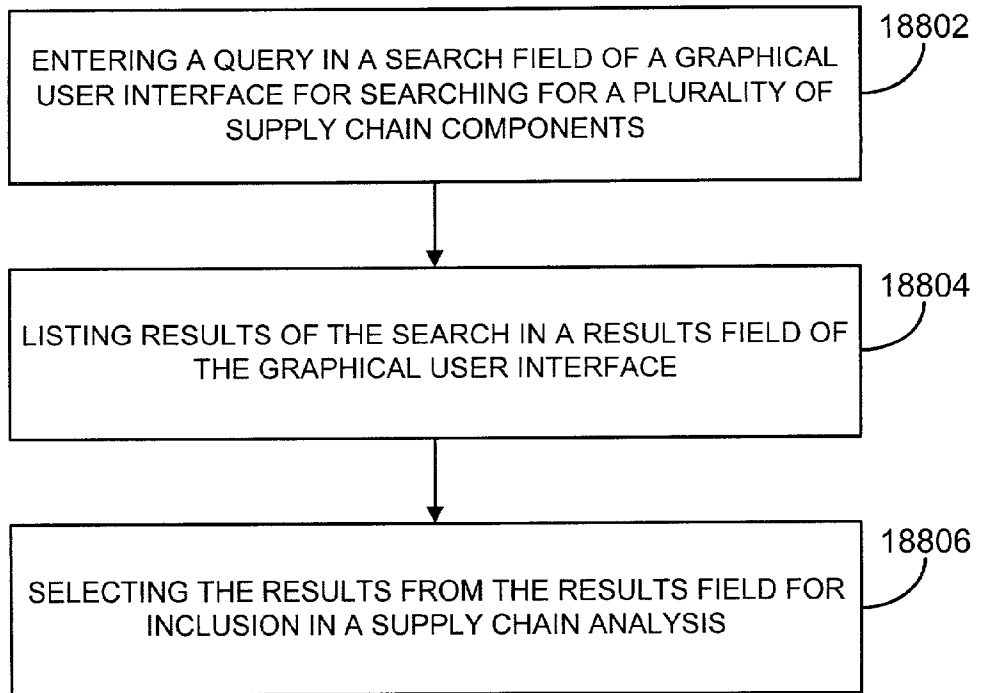 18802
ENTERING A QUERY IN A SEARCH FIELD OF A GRAPHICAL
USER INTERFACE FOR SEARCHING FOR A PLURALITY OF
SUPPLY CHAIN COMPONENTS
18804
LISTING RESULTS OF THE SEARCH IN A RESULTS FIELD OF
THE GRAPHICAL USER INTERFACE
18806
SELECTING THE RESULTS FROM THE RESULTS FIELD FOR
INCLUSION IN A SUPPLY CHAIN ANALYSIS